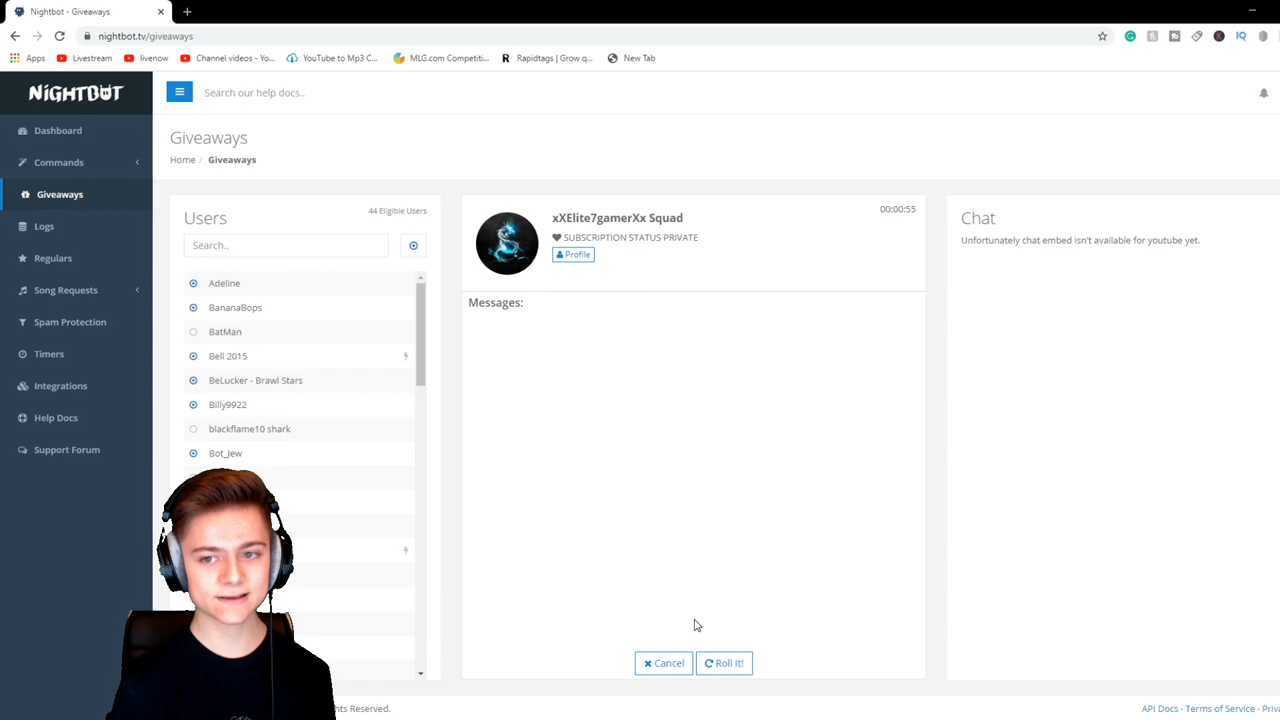 Nightbot - Giveaways
nightbot.tv/giveaways
Apps Livestream livenow Channel videos - Yo... YouTube to Mp3 C... MLG.com Competiti... Rapidtags | Grow q... New Tab
NIGHTBOT
Search our help docs..
Dashboard
Commands
Giveaways
Logs
Regulars
Song Requests
Spam Protection
Timers
Integrations
Help Docs
Support Forum
Giveaways
Home / Giveaways
Users
44 Eligible Users
Search..
Adeline
BananaBops
BatMan
Bell 2015
BeLucker - Brawl Stars
Billy9922
blackflame10 shark
Bot_Jew
xXElite7gamerXx Squad
00:00:55
SUBSCRIPTION STATUS PRIVATE
Profile
Messages:
Cancel
Roll It!
Chat
Unfortunately chat embed isn't available for youtube yet.
hts Reserved.
API Docs - Terms of Service - Priva